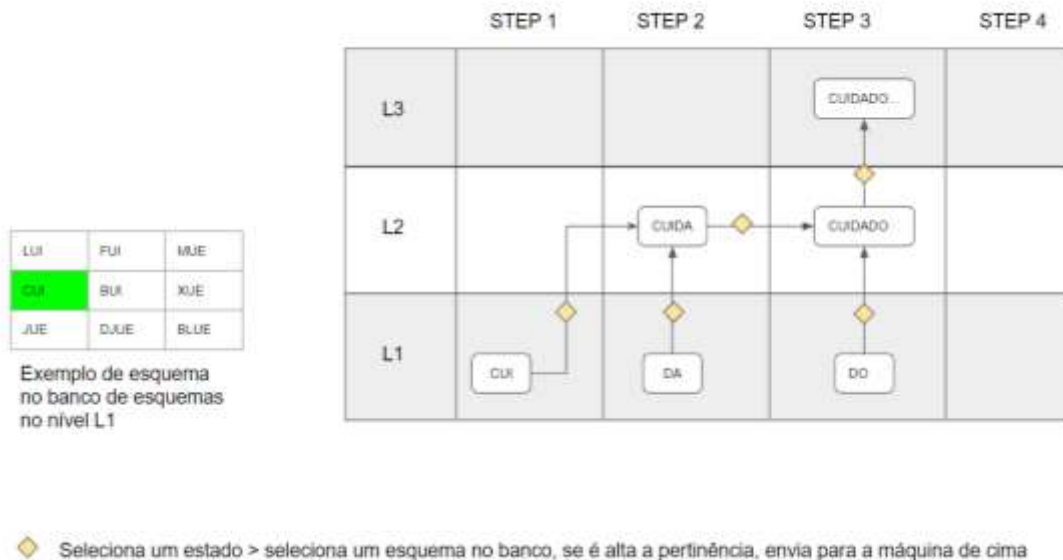 STEP 1 STEP 2 STEP 3 STEP 4
L3 CUIDADO...
L2 CUIDA CUIDADO
L1 CUI DA DO
LUI FUI MUE
CUI BUI XUE
JUE DJUE BLUE
Exemplo de esquema
no banco de esquemas
no nível L1
Seleciona um estado > seleciona um esquema no banco, se é alta a pertinência, envia para a máquina de cima